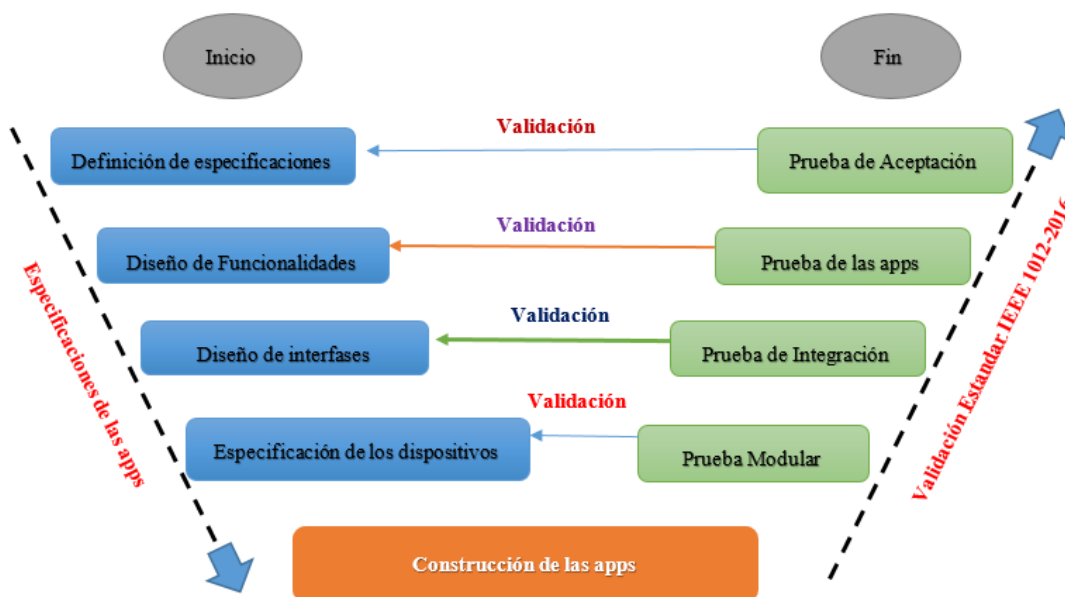 Inicio
Fin
Validación
Definición de especificaciones
Prueba de Aceptación
Validación
Diseño de Funcionalidades
Prueba de las apps
Validación
Diseño de interfases
Prueba de Integración
Validación
Especificación de los dispositivos
Prueba Modular
Construcción de las apps
Especificaciones de las apps
Validación Estandar IEEE 1012-2016